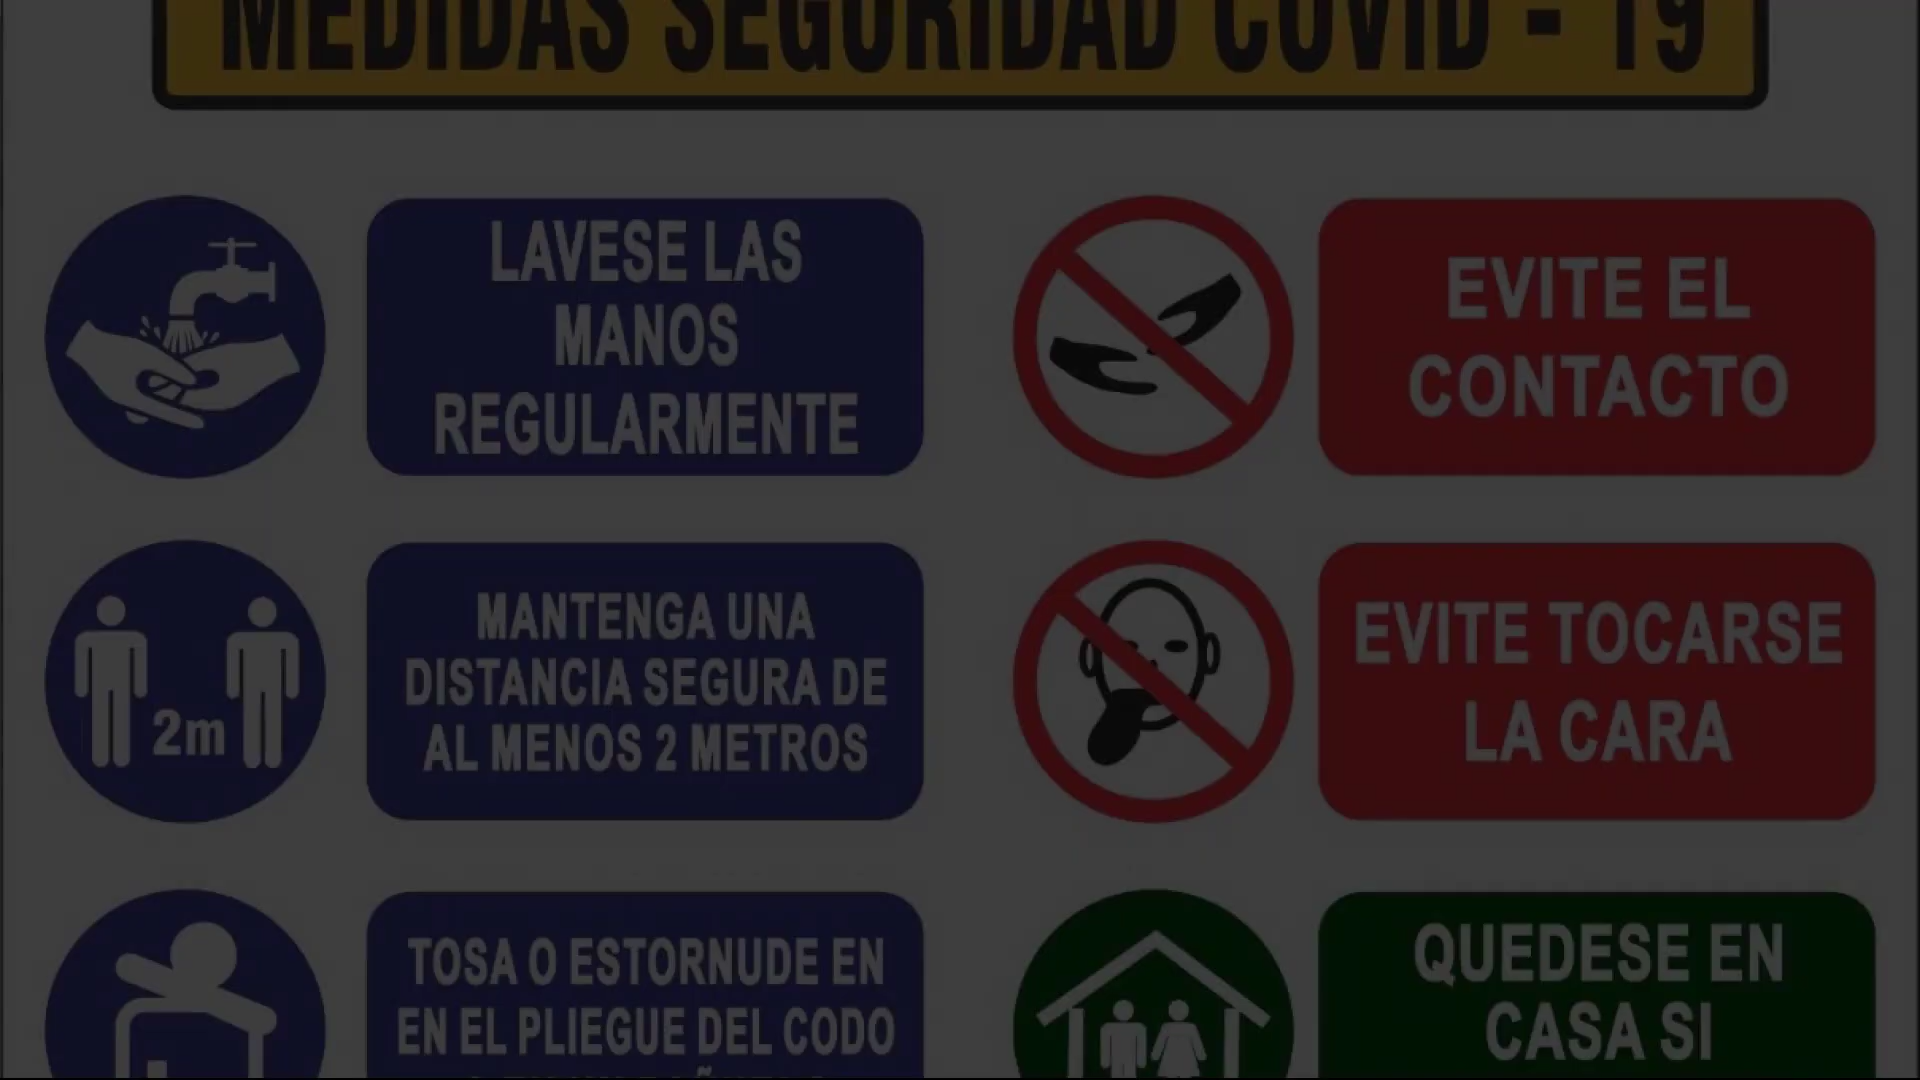 MEDIDAS SEGURIDAD COVID - 19
LAVESE LAS
MANOS
REGULARMENTE
EVITE EL
CONTACTO
2m
MANTENGA UNA
DISTANCIA SEGURA DE
AL MENOS 2 METROS
EVITE TOCARSE
LA CARA
TOSA O ESTORNUDE EN
EN EL PLIEGUE DEL CODO
QUEDESE EN
CASA SI